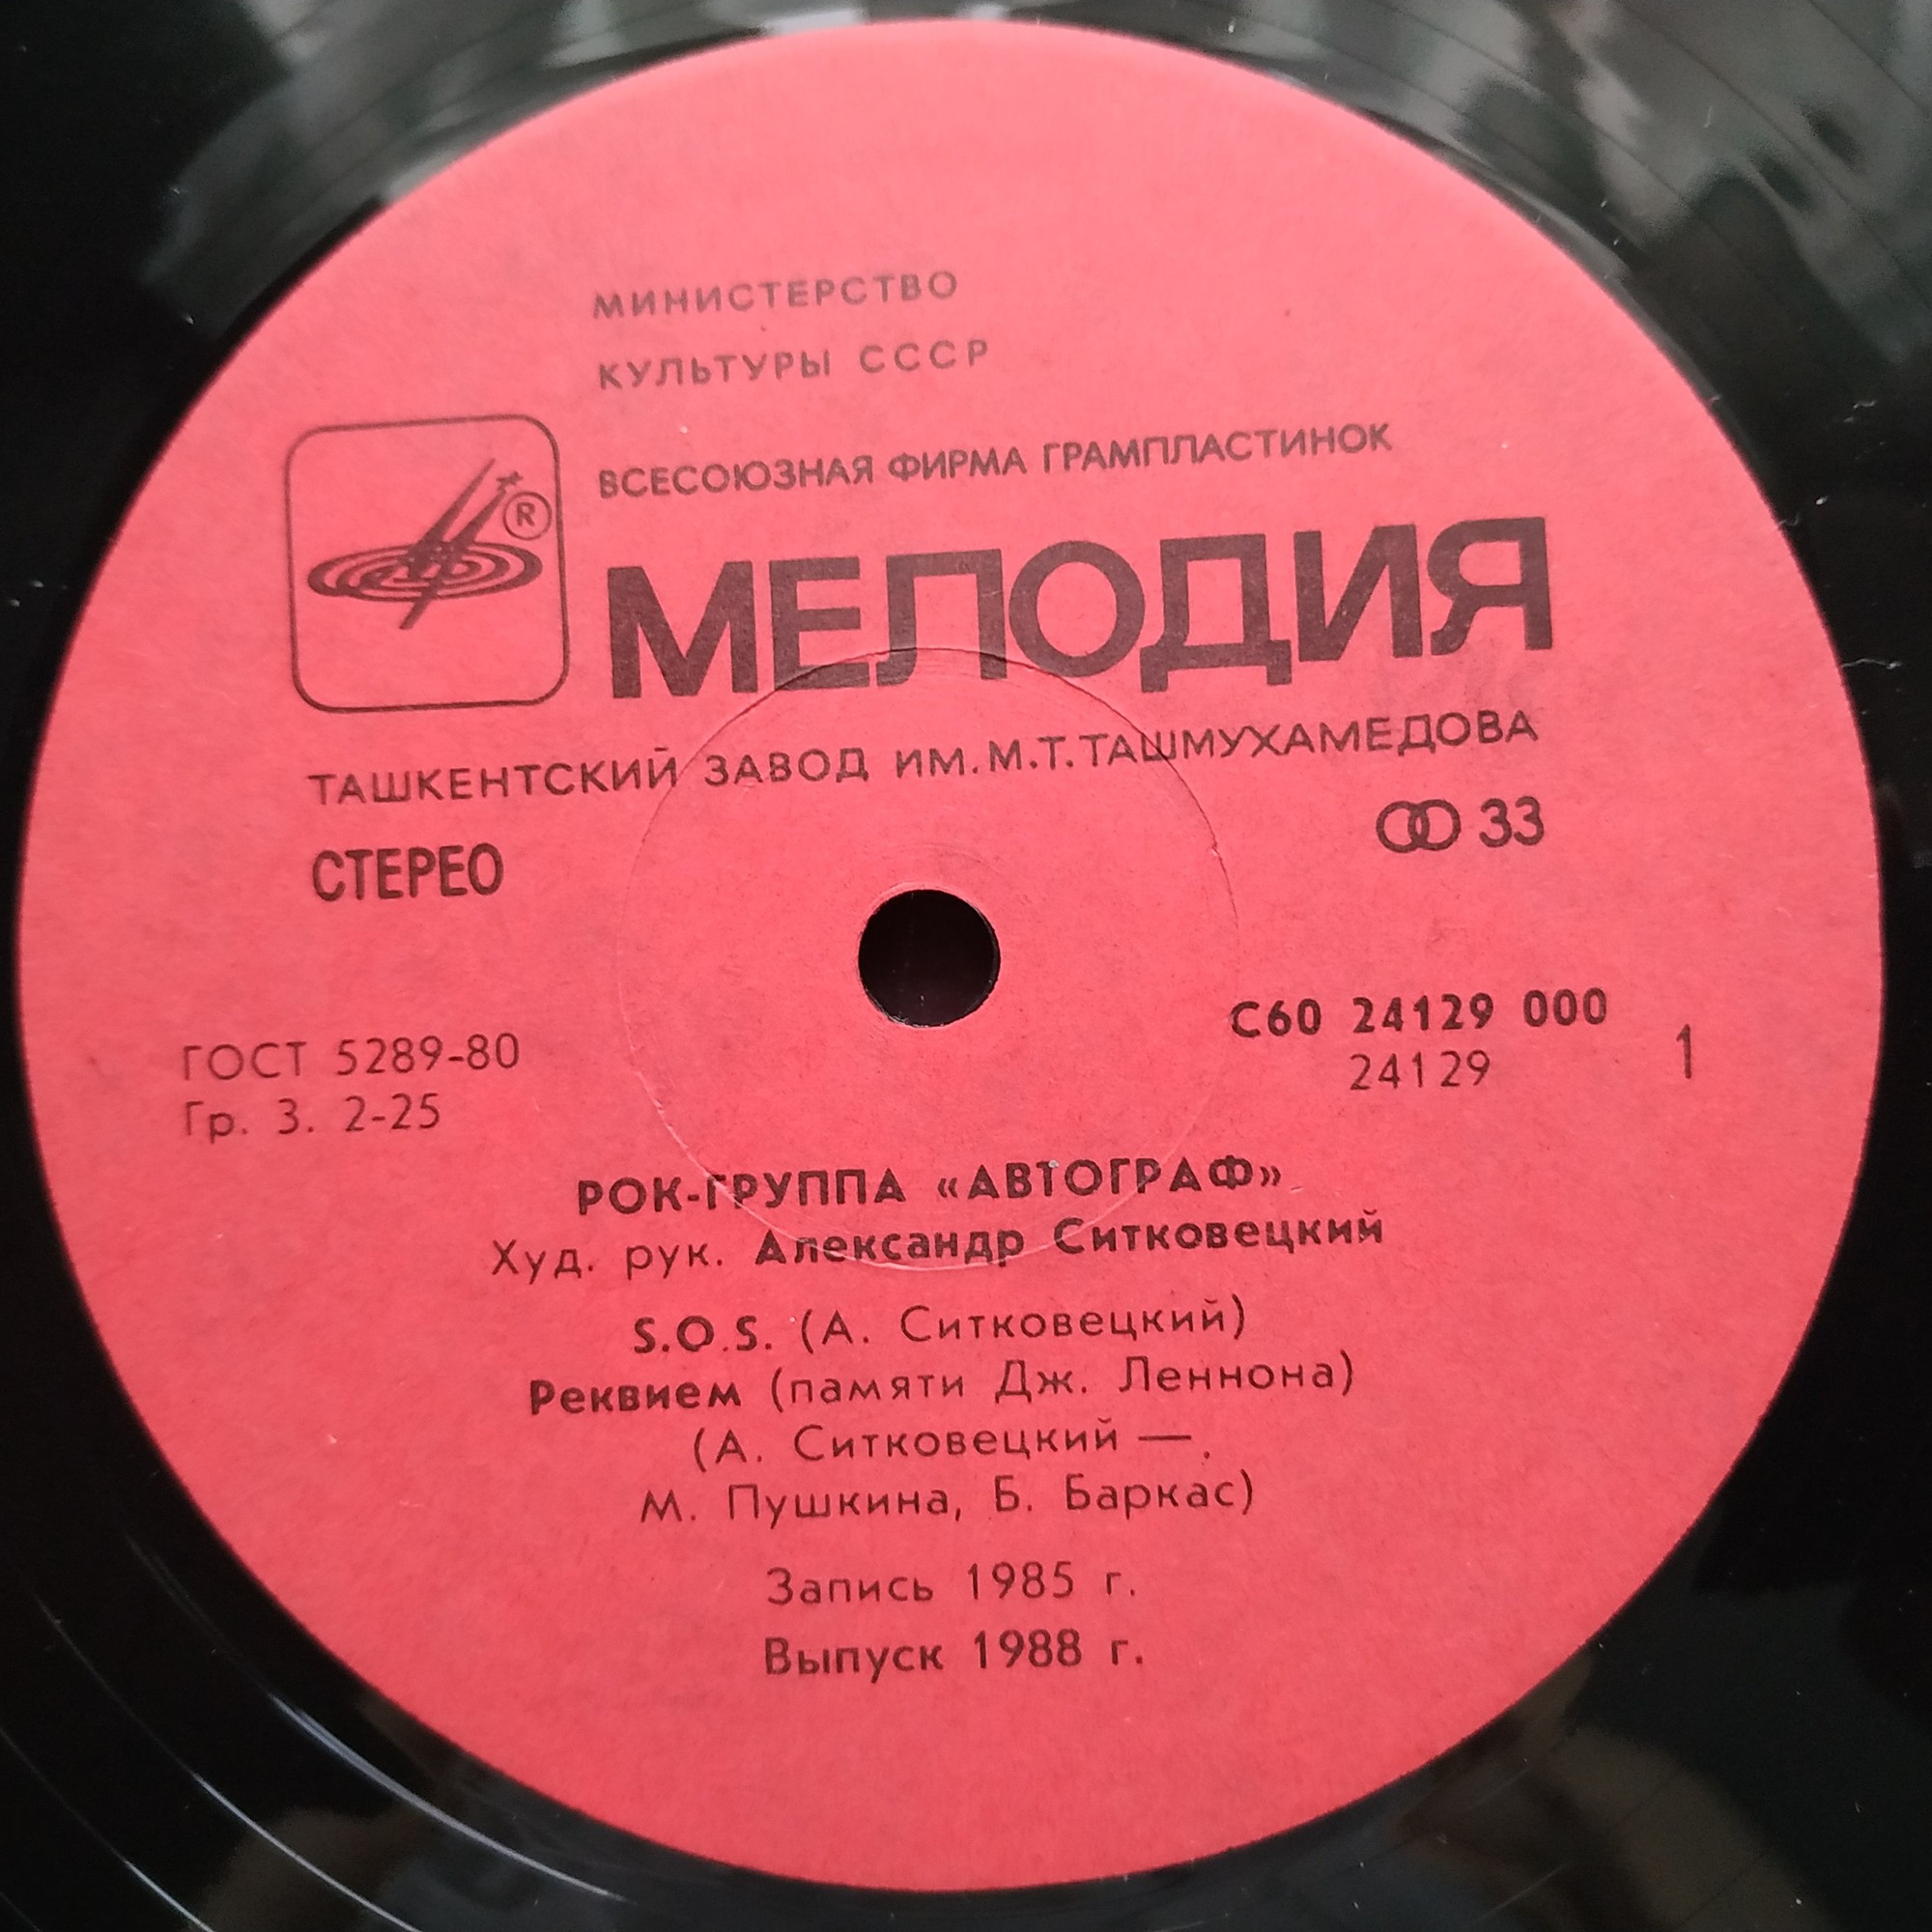 МИНИСТЕРСТВО
КУЛЬТУРЫ СССР
ВСЕСОЮЗНАЯ ФИРМА ГРАМПЛАСТИНОК
®
МЕЛОДИЯ
ТАШКЕНТСКИЙ ЗАВОД ИМ. М.Т. ТАШМУХАМЕДОВА
СТЕРЕО
33
ГОСТ 5289-80
Гр. 3. 2-25
С60 24129 000
24129
1
РОК-ГРУППА «АВТОГРАФ»
Худ. рук. Александр Ситковецкий
S.O.S. (А. Ситковецкий)
Реквием (памяти Дж. Леннона)
(А. Ситковецкий —
М. Пушкина, Б. Баркас)
Запись 1985 г.
Выпуск 1988 г.